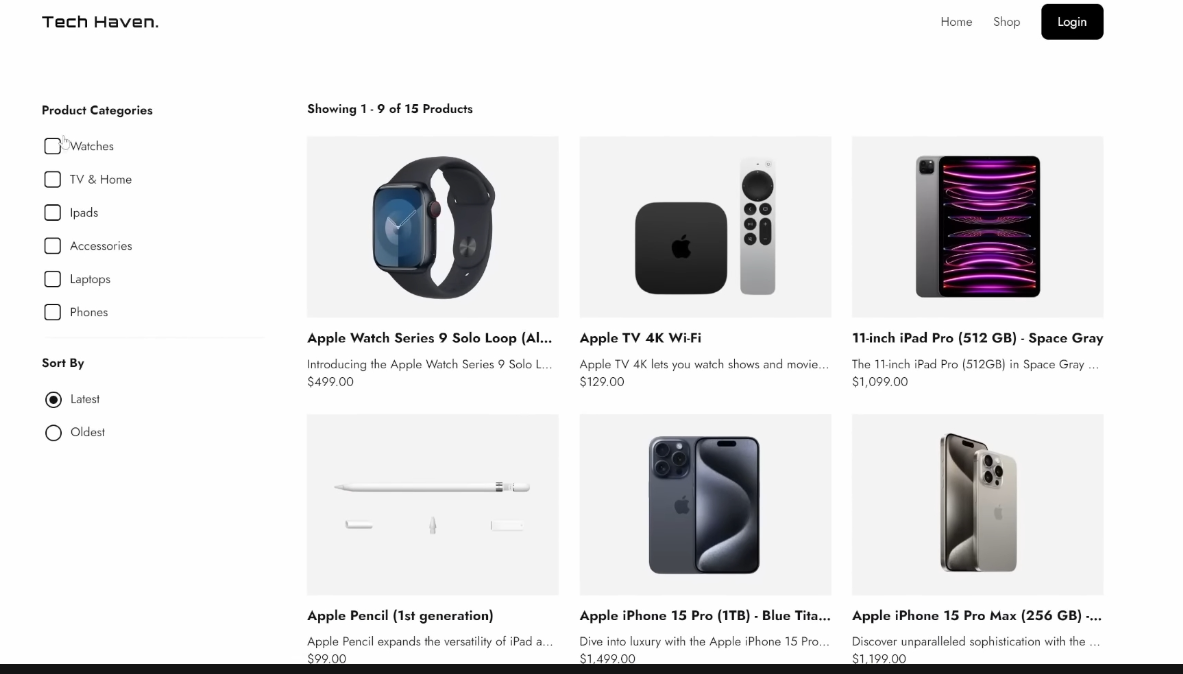 Tech Haven.
Home Shop Login
Product Categories
Watches
TV & Home
Ipads
Accessories
Laptops
Phones
Sort By
Latest
Oldest
Showing 1 - 9 of 15 Products
Apple Watch Series 9 Solo Loop (Al...
Introducing the Apple Watch Series 9 Solo L...
$499.00
Apple TV 4K Wi-Fi
Apple TV 4K lets you watch shows and movie...
$129.00
11-inch iPad Pro (512 GB) - Space Gray
The 11-inch iPad Pro (512GB) in Space Gray ...
$1,099.00
Apple Pencil (1st generation)
Apple Pencil expands the versatility of iPad a...
$99.00
Apple iPhone 15 Pro (1TB) - Blue Tita...
Dive into luxury with the Apple iPhone 15 Pro...
$1,499.00
Apple iPhone 15 Pro Max (256 GB) -...
Discover unparalleled sophistication with the ...
$1,199.00